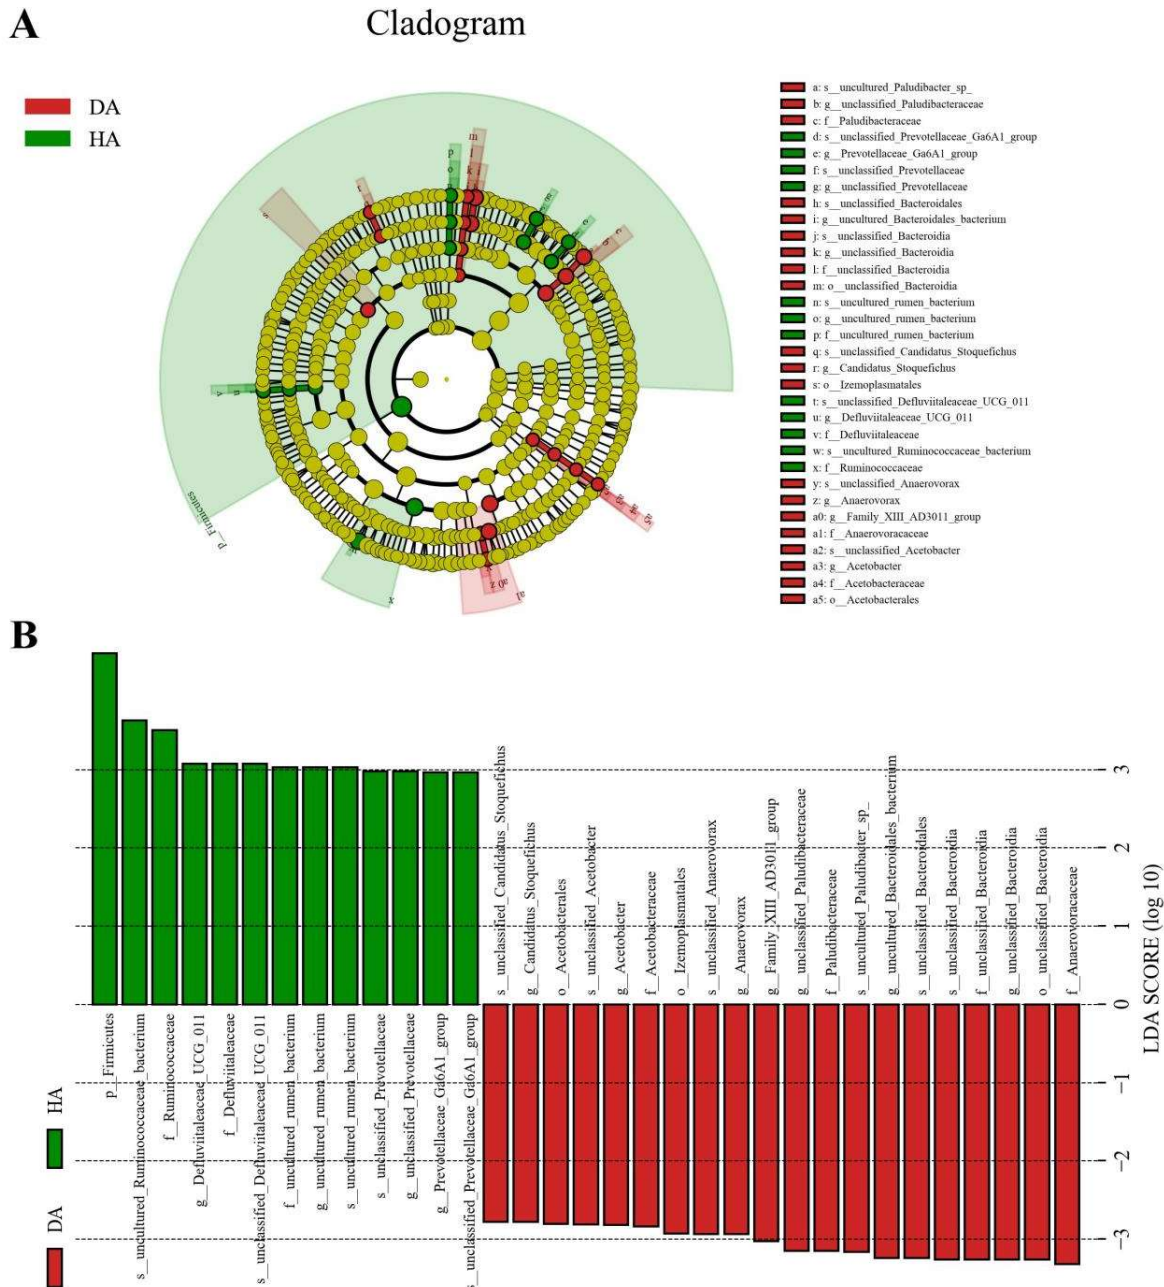 A
Cladogram
DA
HA
a: s__uncultured_Paludibacter_sp_
b: g__unclassified_Paludibacteraceae
c: f__Paludibacteraceae
d: s__unclassified_Prevotellaceae_Ga6A1_group
e: g__Prevotellaceae_Ga6A1_group
f: s__unclassified_Prevotellaceae
g: g__unclassified_Prevotellaceae
h: s__unclassified_Bacteroidales
i: g__uncultured_Bacteroidales_bacterium
j: s__unclassified_Bacteroidia
k: g__unclassified_Bacteroidia
l: f__unclassified_Bacteroidia
m: o__unclassified_Bacteroidia
n: s__uncultured_rumen_bacterium
o: g__uncultured_rumen_bacterium
p: f__uncultured_rumen_bacterium
q: s__unclassified_Candidatus_Stoquefichus
r: g__Candidatus_Stoquefichus
s: o__Izemoplasmatales
t: s__unclassified_Defluviitaleaceae_UCG_011
u: g__Defluviitaleaceae_UCG_011
v: f__Defluviitaleaceae
w: s__uncultured_Ruminococcaceae_bacterium
x: f__Ruminococcaceae
y: s__unclassified_Anaerovorax
z: g__Anaerovorax
a0: g__Family_XIII_AD3011_group
a1: f__Anaerovoracaceae
a2: s__unclassified_Acetobacter
a3: g__Acetobacter
a4: f__Acetobacteraceae
a5: o__Acetobacterales
m
p
o
s
p__Firmicutes
x
a0
a1
B
p__Firmicutes
s__uncultured_Ruminococcaceae_bacterium
f__Ruminococcaceae
g__Defluviitaleaceae_UCG_011
f__Defluviitaleaceae
s__unclassified_Defluviitaleaceae_UCG_011
f__uncultured_rumen_bacterium
g__uncultured_rumen_bacterium
s__uncultured_rumen_bacterium
s__unclassified_Prevotellaceae
g__unclassified_Prevotellaceae
g__Prevotellaceae_Ga6A1_group
s__unclassified_Prevotellaceae_Ga6A1_group
s__unclassified_Candidatus_Stoquefichus
g__Candidatus_Stoquefichus
o__Acetobacterales
s__unclassified_Acetobacter
g__Acetobacter
f__Acetobacteraceae
o__Izemoplasmatales
s__unclassified_Anaerovorax
g__Anaerovorax
g__Family_XIII_AD3011_group
g__unclassified_Paludibacteraceae
f__Paludibacteraceae
s__uncultured_Paludibacter_sp_
g__uncultured_Bacteroidales_bacterium
s__unclassified_Bacteroidales
s__unclassified_Bacteroidia
f__unclassified_Bacteroidia
g__unclassified_Bacteroidia
o__unclassified_Bacteroidia
f__Anaerovoracaceae
3
2
1
0
−1
−2
−3
LDA SCORE (log 10)
HA
DA